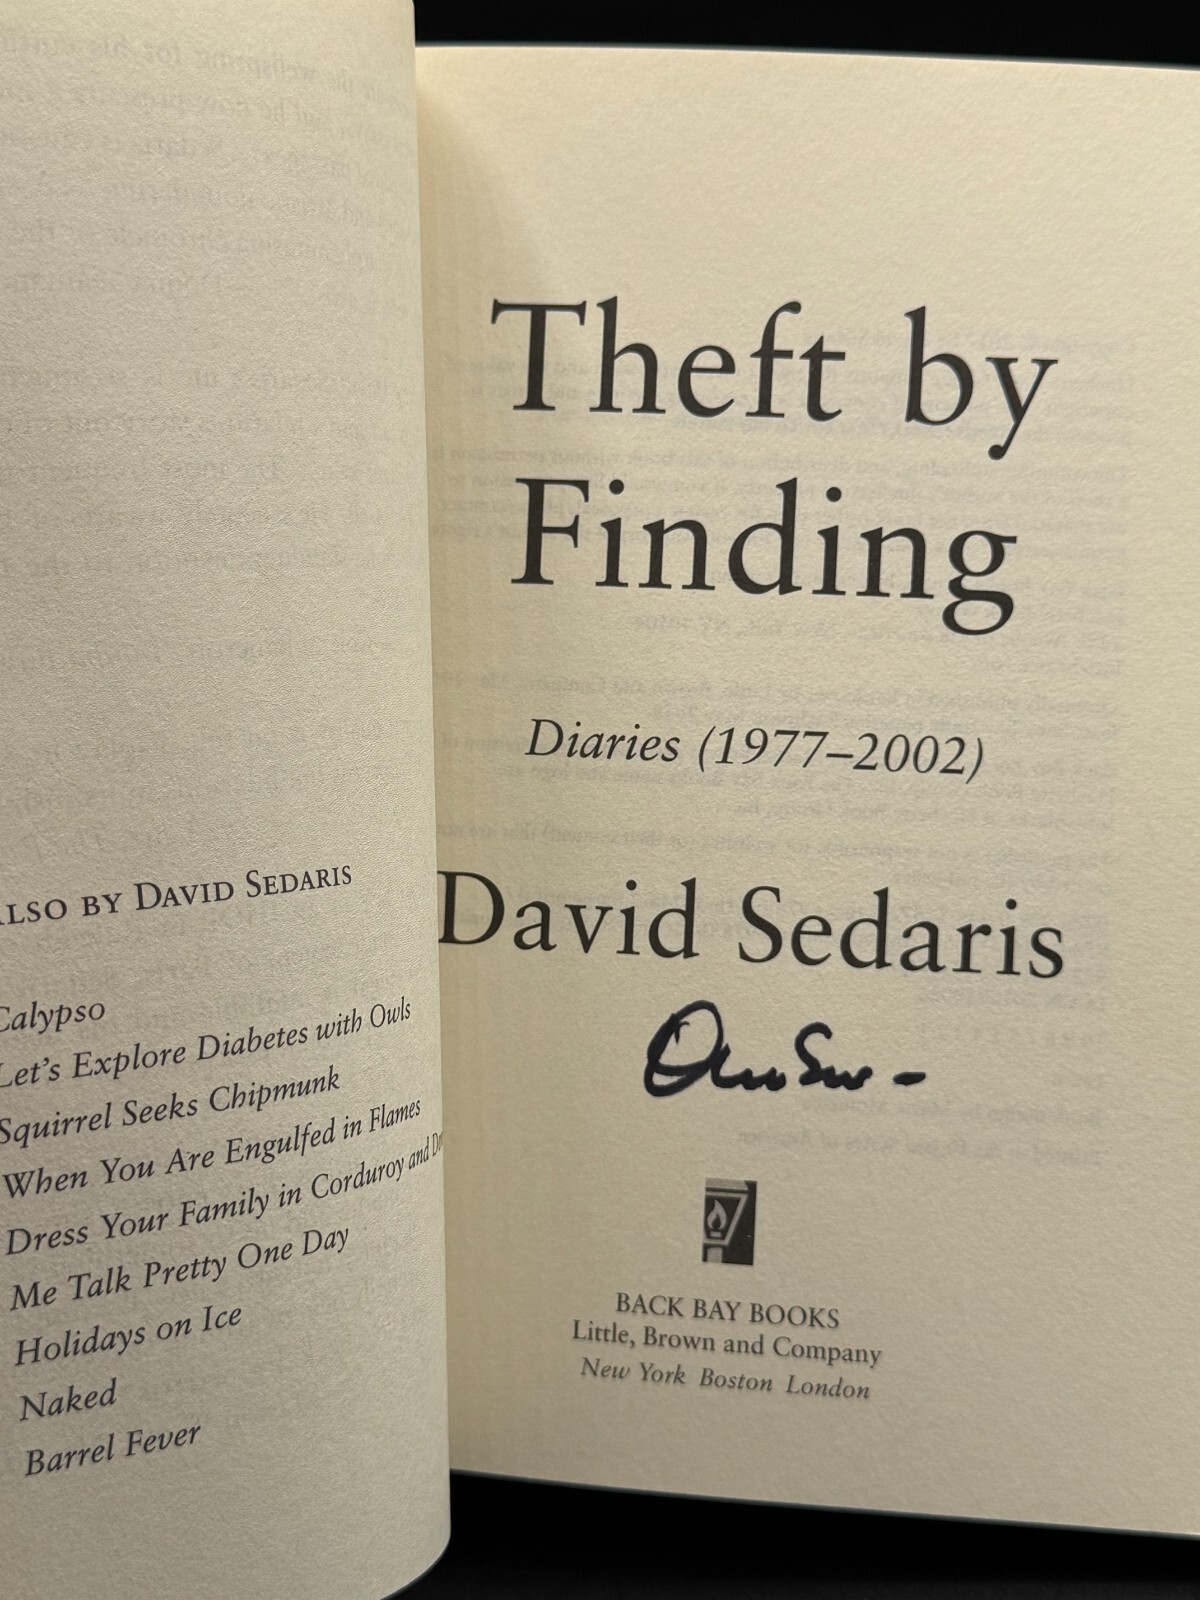 ALSO BY DAVID SEDARIS
Calypso
Let's Explore Diabetes with Owls
Squirrel Seeks Chipmunk
When You Are Engulfed in Flames
Dress Your Family in Corduroy and
Me Talk Pretty One Day
Holidays on Ice
Naked
Barrel Fever
Theft by
Finding
Diaries (1977–2002)
David Sedaris
BACK BAY BOOKS
Little, Brown and Company
New York Boston London